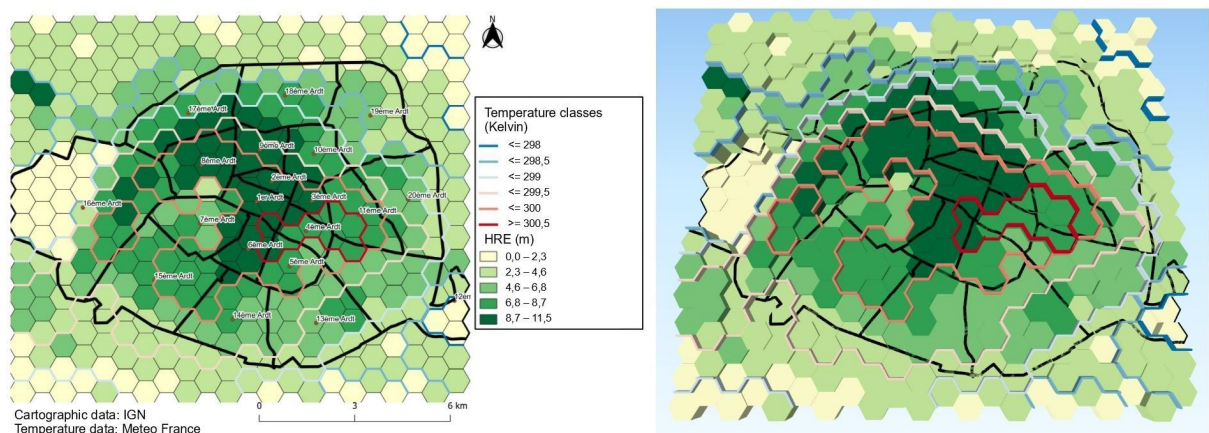 N
18ème Ardt
17ème Ardt
19ème Ardt
9ème Ardt
10ème Ardt
8ème Ardt
2ème Ardt
1er Ardt
3ème Ardt
20ème Ardt
16ème Ardt
11ème Ardt
7ème Ardt
4ème Ardt
6ème Ardt
5ème Ardt
15ème Ardt
12èm
14ème Ardt
13ème Ardt
Temperature classes
(Kelvin)
<= 298
<= 298,5
<= 299
<= 299,5
<= 300
>= 300,5
HRE (m)
0,0 – 2,3
2,3 – 4,6
4,6 – 6,8
6,8 – 8,7
8,7 – 11,5
Cartographic data: IGN
Temperature data: Meteo France
0 3 6 km